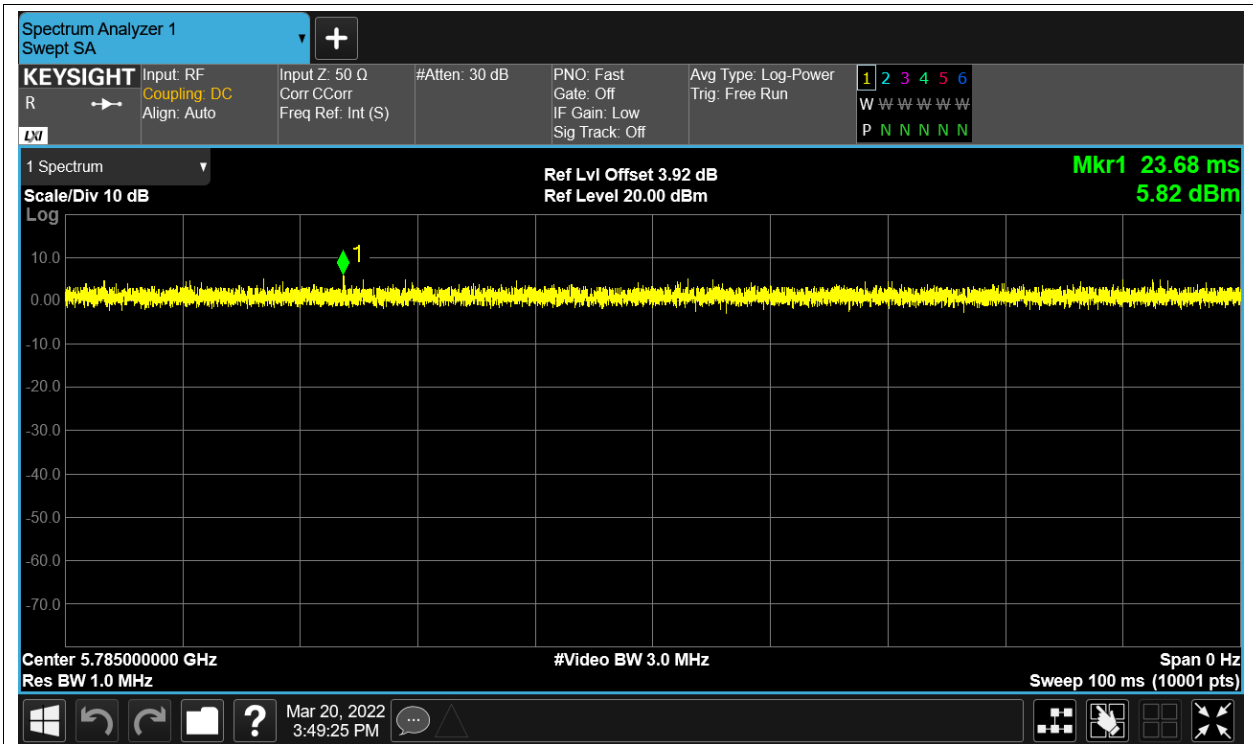 Spectrum Analyzer 1
Swept SA
KEYSIGHT
R
LXI
Input: RF
Coupling: DC
Align: Auto
Input Z: 50 Ω
Corr CCorr
Freq Ref: Int (S)
#Atten: 30 dB
PNO: Fast
Gate: Off
IF Gain: Low
Sig Track: Off
Avg Type: Log-Power
Trig: Free Run
1 2 3 4 5 6
W W W W W W
P N N N N N
1 Spectrum
Scale/Div 10 dB
Log
Ref Lvl Offset 3.92 dB
Ref Level 20.00 dBm
Mkr1 23.68 ms
5.82 dBm
1
10.0
0.00
-10.0
-20.0
-30.0
-40.0
-50.0
-60.0
-70.0
Center 5.785000000 GHz
#Video BW 3.0 MHz
Span 0 Hz
Res BW 1.0 MHz
Sweep 100 ms (10001 pts)
?
Mar 20, 2022
3:49:25 PM